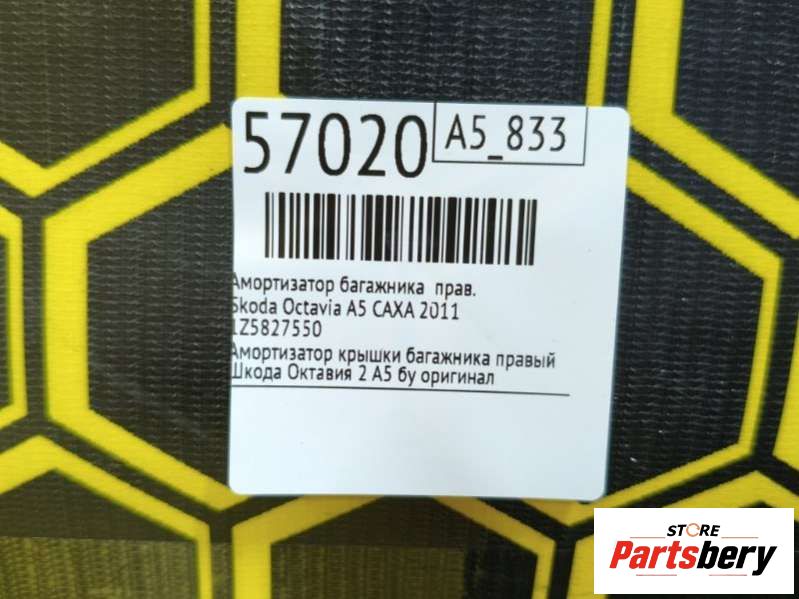 57020
A5_833
Амортизатор багажника прав.
Skoda Octavia A5 CAXA 2011
1Z5827550
Амортизатор крышки багажника правый
Шкода Октавия 2 А5 бу оригинал
STORE
Partsbery